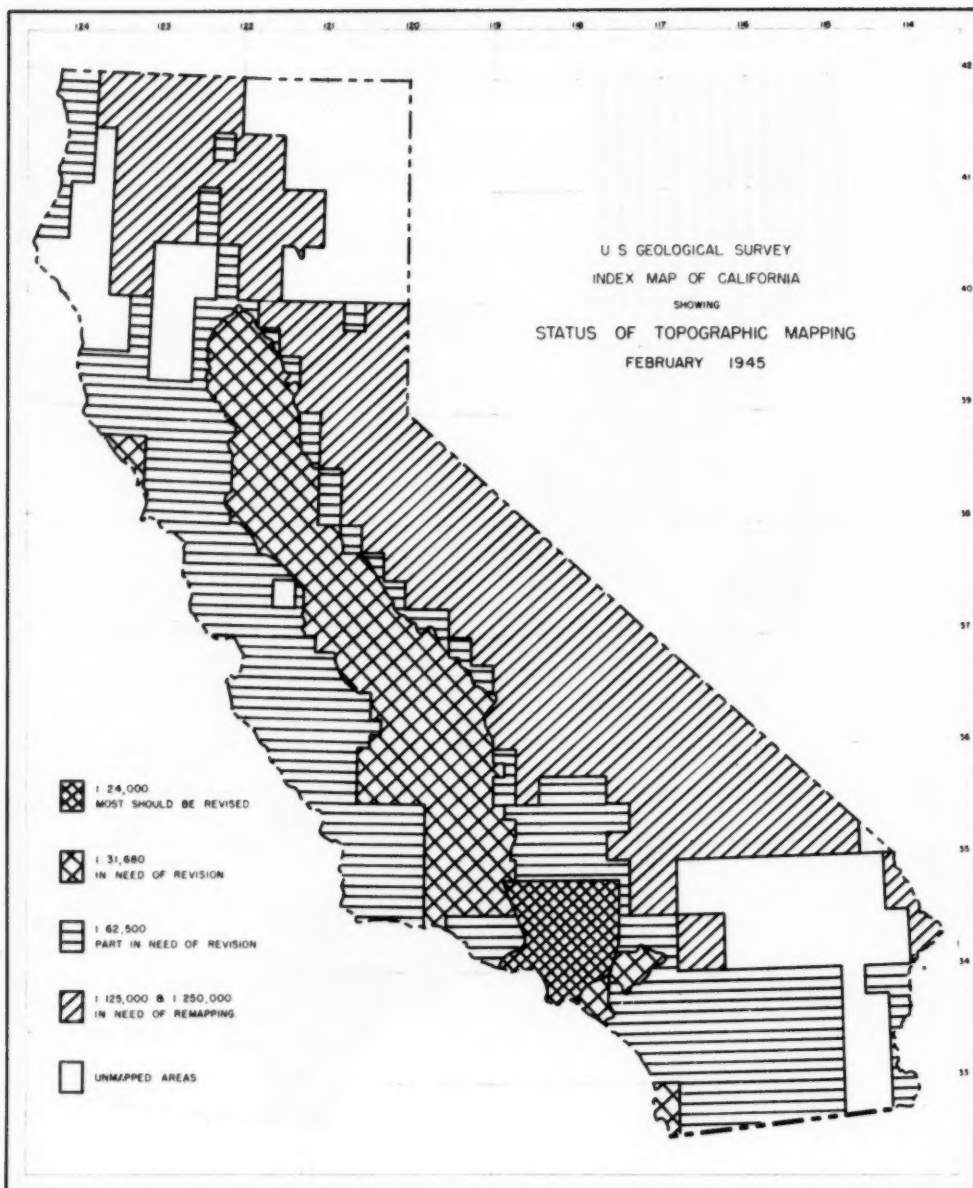 124 123 122 121 120 119 118 117 116 115 114
42
41
U S GEOLOGICAL SURVEY
INDEX MAP OF CALIFORNIA
40
SHOWING
STATUS OF TOPOGRAPHIC MAPPING
FEBRUARY 1945
39
38
37
36
1 24,000
MOST SHOULD BE REVISED
35
1 31,680
IN NEED OF REVISION
1 62,500
PART IN NEED OF REVISION
34
1 125,000 & 1 250,000
IN NEED OF REMAPPING
UNMAPPED AREAS
33